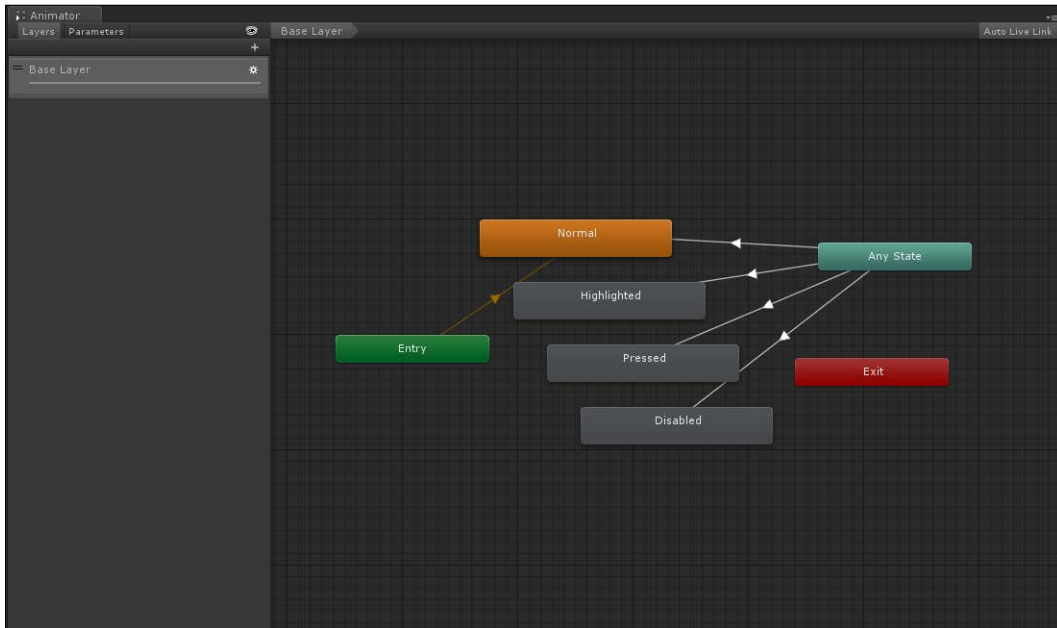 Animator
Layers Parameters
Base Layer
Auto Live Link
+
Base Layer
Normal
Any State
Highlighted
Entry
Pressed
Exit
Disabled